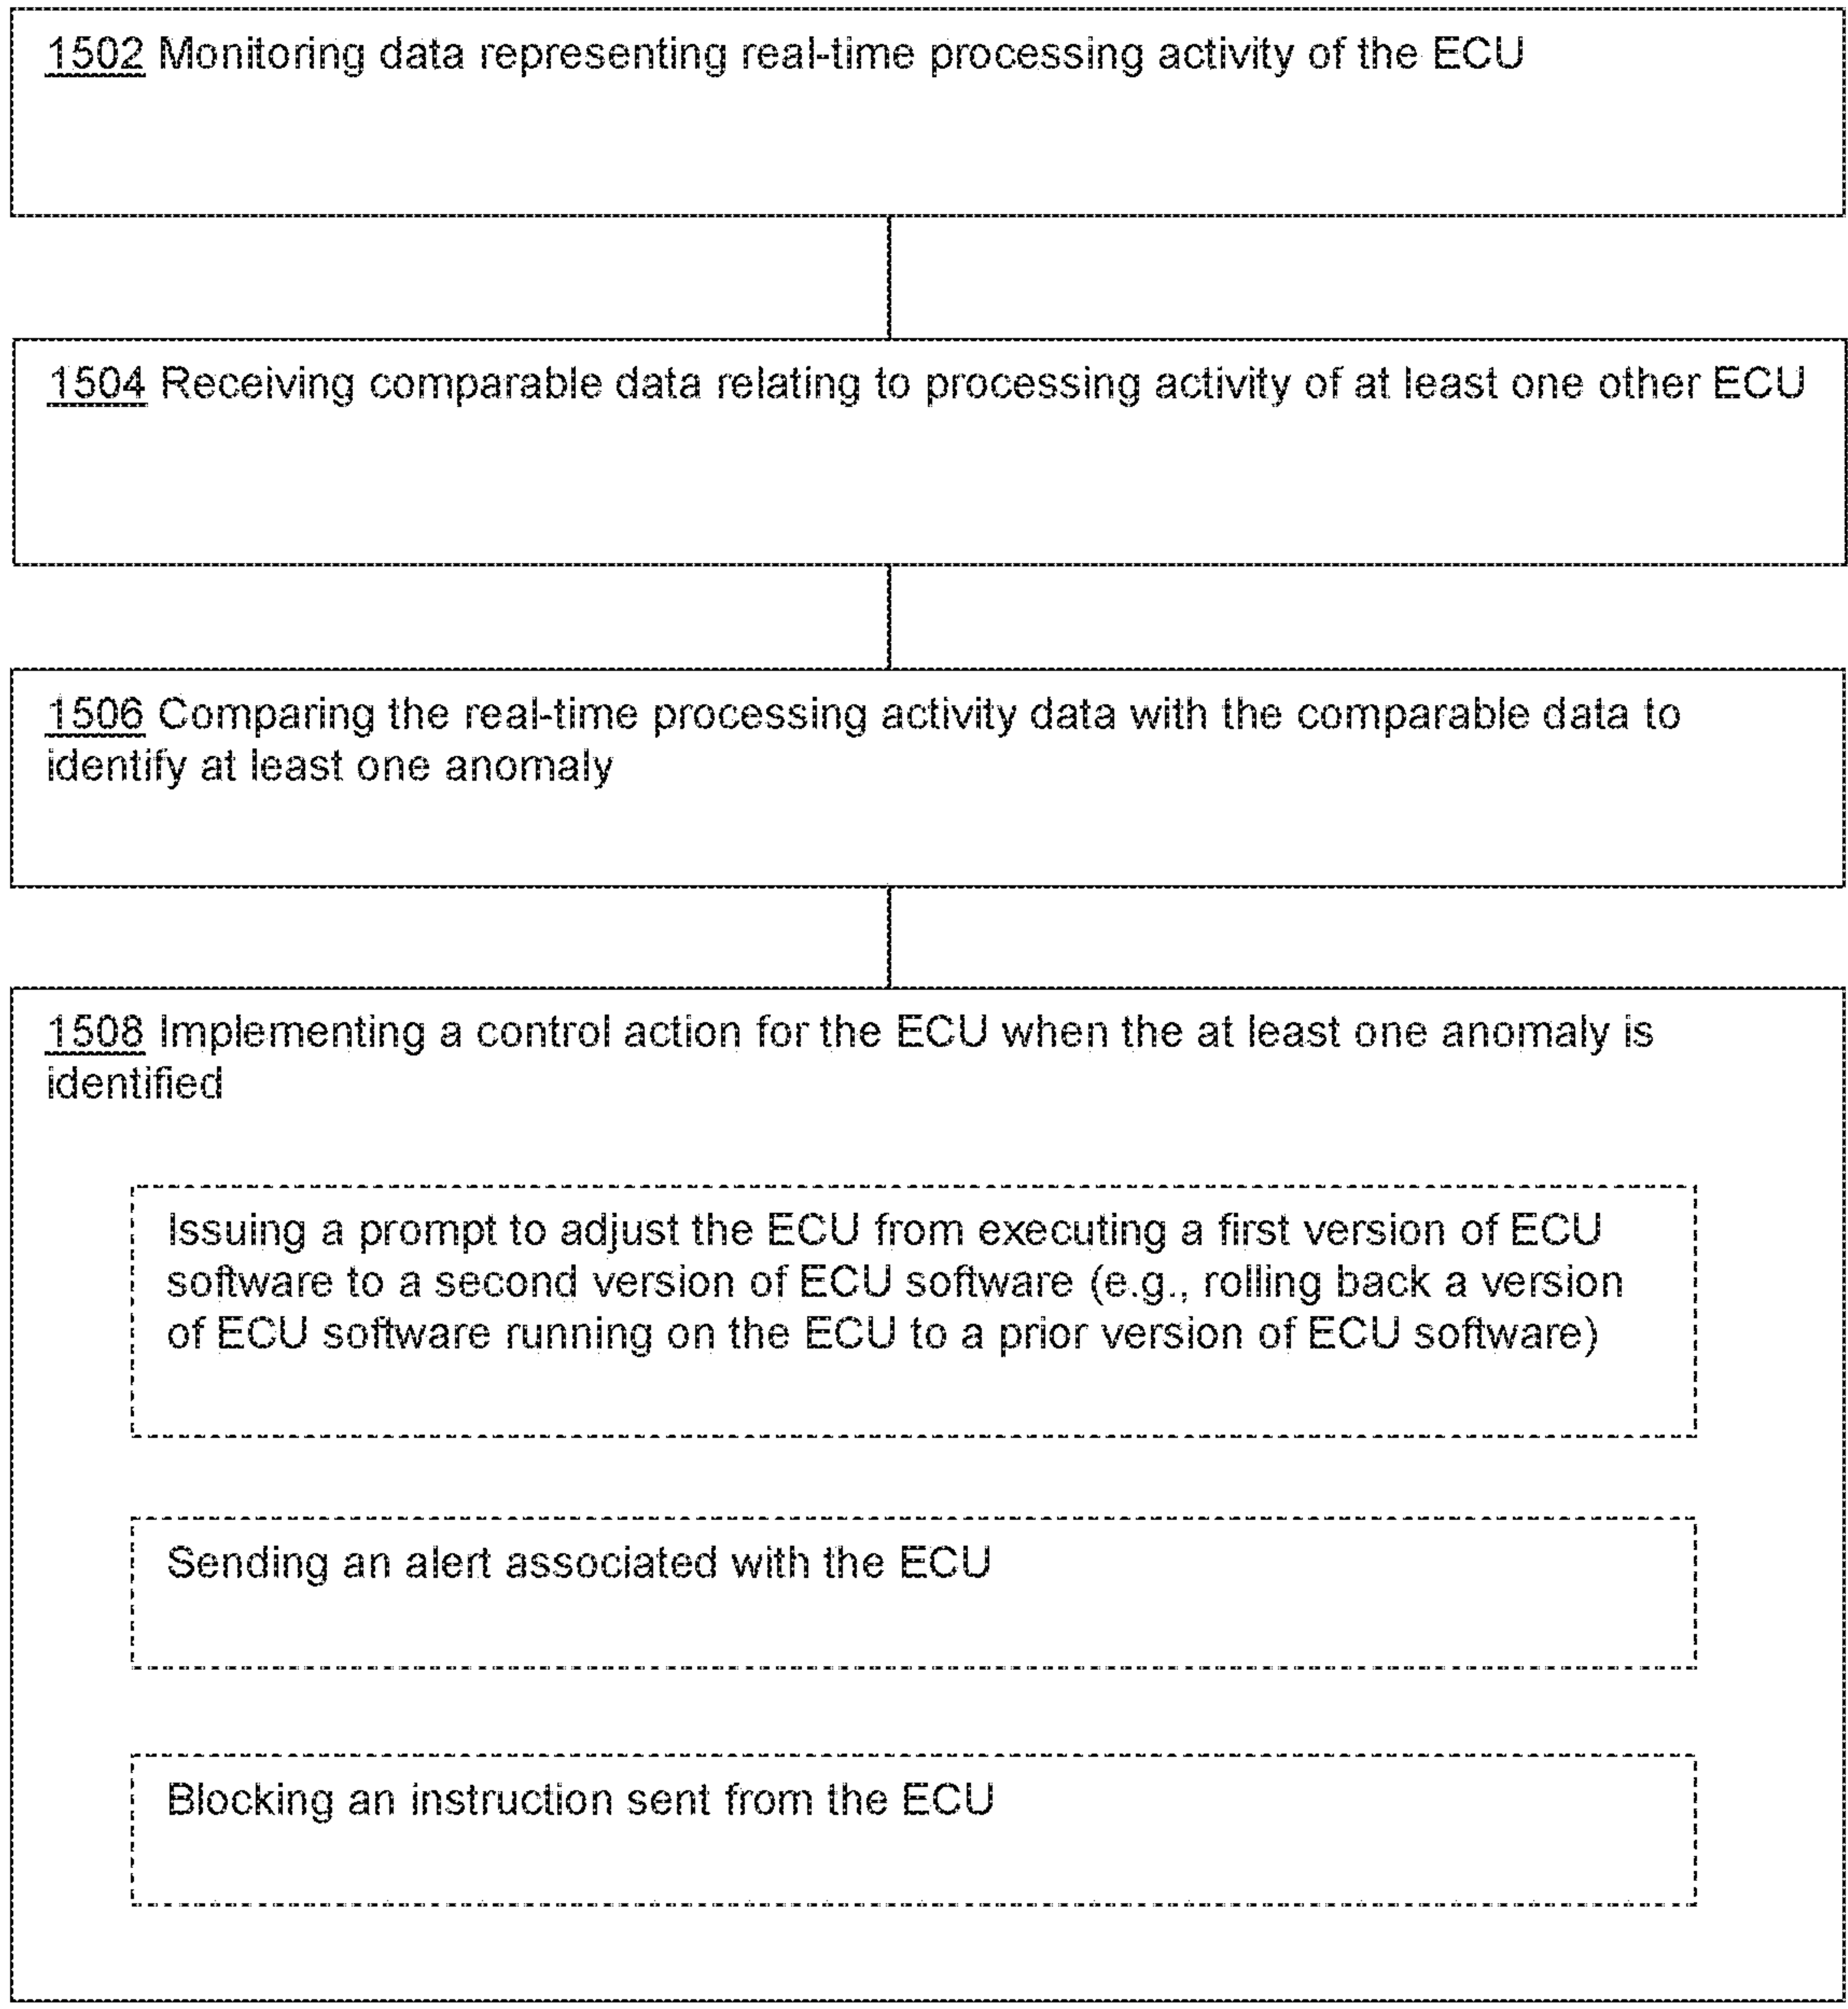 1502 Monitoring data representing real-time processing activity of the ECU
1504 Receiving comparable data relating to processing activity of at least one other ECU
1506 Comparing the real-time processing activity data with the comparable data to
identify at least one anomaly
1508 Implementing a control action for the ECU when the at least one anomaly is
identified
Issuing a prompt to adjust the ECU from executing a first version of ECU
software to a second version of ECU software (e.g., rolling back a version
of ECU software running on the ECU to a prior version of ECU software)
Sending an alert associated with the ECU
Blocking an instruction sent from the ECU